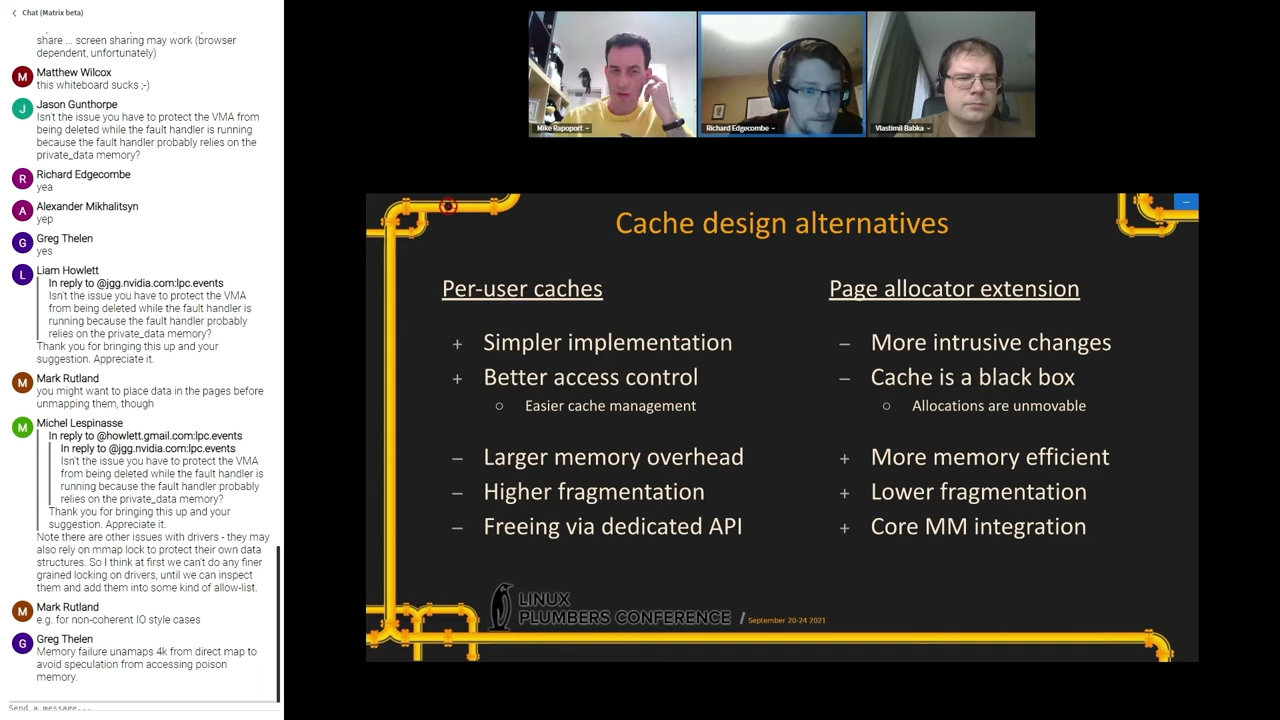 Chat (Matrix beta)
share ... screen sharing may work (browser
dependent, unfortunately)
M Matthew Wilcox
this whiteboard sucks ;-)
J Jason Gunthorpe
Isn't the issue you have to protect the VMA from
being deleted while the fault handler is running
because the fault handler probably relies on the
private_data memory?
R Richard Edgecombe
yea
A Alexander Mikhalitsyn
yep
G Greg Thelen
yes
L Liam Howlett
In reply to @jgg.nvidia.com:lpc.events
Isn't the issue you have to protect the VMA
from being deleted while the fault handler is
running because the fault handler probably
relies on the private_data memory?
Thank you for bringing this up and your
suggestion. Appreciate it.
M Mark Rutland
you might want to place data in the pages before
unmapping them, though
M Michel Lespinasse
In reply to @howlett.gmail.com:lpc.events
In reply to @jgg.nvidia.com:lpc.events
Isn't the issue you have to protect the VMA
from being deleted while the fault handler is
running because the fault handler probably
relies on the private_data memory?
Thank you for bringing this up and your
suggestion. Appreciate it.
Note there are other issues with drivers - they may
also rely on mmap lock to protect their own data
structures. So I think at first we can't do any finer
grained locking on drivers, until we can inspect
them and add them into some kind of allow-list.
M Mark Rutland
e.g. for non-coherent IO style cases
G Greg Thelen
Memory failure unamaps 4k from direct map to
avoid speculation from accessing poison
memory.
Send a message...
Mike Rapoport
Richard Edgecombe
Vlastimil Babka
Cache design alternatives
Per-user caches
+ Simpler implementation
+ Better access control
○ Easier cache management
– Larger memory overhead
– Higher fragmentation
– Freeing via dedicated API
Page allocator extension
– More intrusive changes
– Cache is a black box
○ Allocations are unmovable
+ More memory efficient
+ Lower fragmentation
+ Core MM integration
LINUX
PLUMBERS CONFERENCE / September 20-24 2021